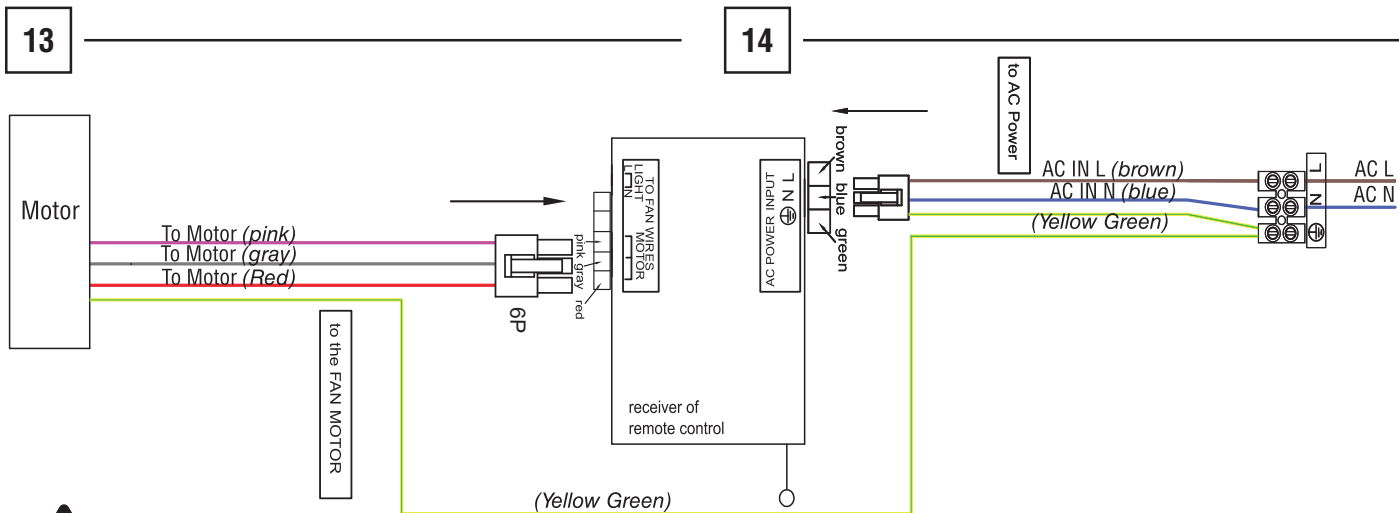 13
14
Motor
To Motor (pink)
To Motor (gray)
To Motor (Red)
to the FAN MOTOR
6P
pink
gray
red
TO FAN WIRES
LIGHT
MOTOR
L N
receiver of
remote control
(Yellow Green)
AC POWER INPUT
L
N
brown
blue
green
to AC Power
AC IN L (brown)
AC IN N (blue)
(Yellow Green)
L
N
AC L
AC N